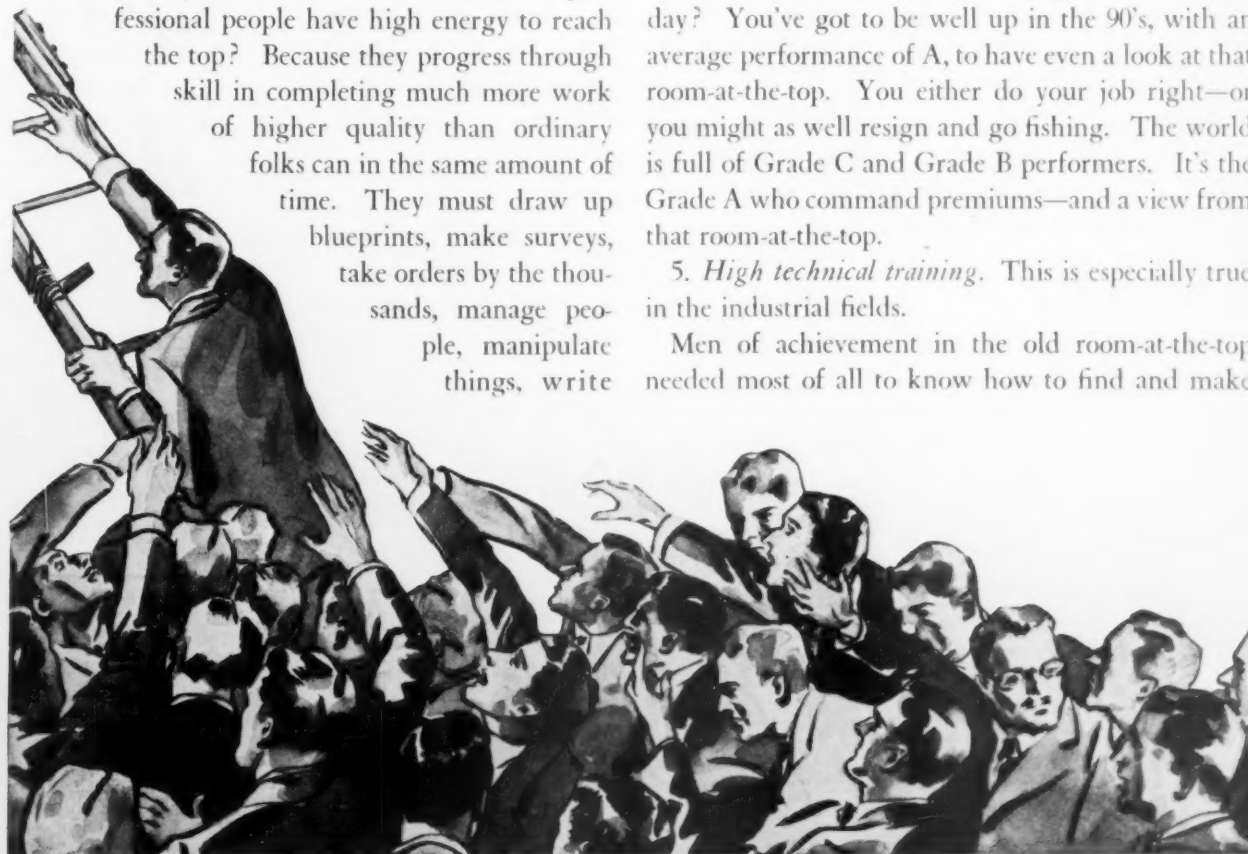 fessional people have high energy to reach
the top? Because they progress through
skill in completing much more work
of higher quality than ordinary
folks can in the same amount of
time. They must draw up
blueprints, make surveys,
take orders by the thou-
sands, manage peo-
ple, manipulate
things, write
day? You've got to be well up in the 90's, with an
average performance of A, to have even a look at that
room-at-the-top. You either do your job right—or
you might as well resign and go fishing. The world
is full of Grade C and Grade B performers. It's the
Grade A who command premiums—and a view from
that room-at-the-top.
5. High technical training. This is especially true
in the industrial fields.
Men of achievement in the old room-at-the-top
needed most of all to know how to find and make